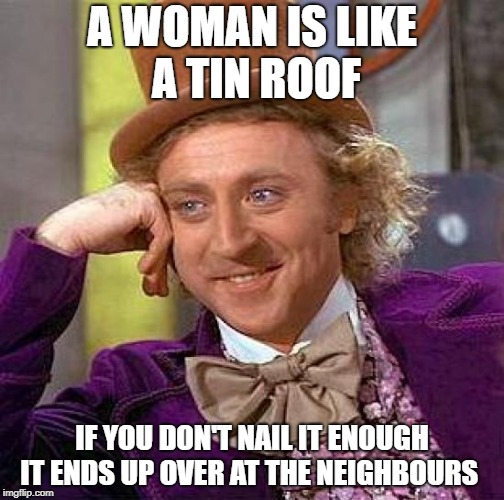 A WOMAN IS LIKE
A TIN ROOF
IF YOU DON'T NAIL IT ENOUGH
IT ENDS UP OVER AT THE NEIGHBOURS
imgflip.com